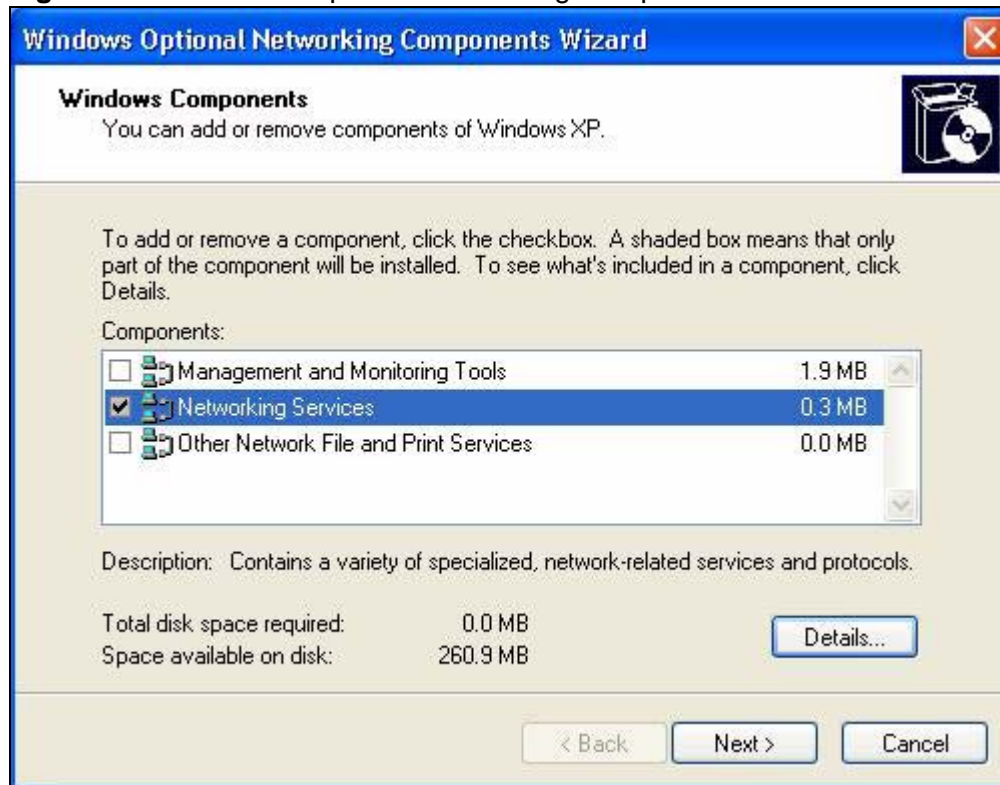 Windows Optional Networking Components Wizard
Windows Components
You can add or remove components of Windows XP.
To add or remove a component, click the checkbox. A shaded box means that only
part of the component will be installed. To see what's included in a component, click
Details.
Components:
Management and Monitoring Tools 1.9 MB
Networking Services 0.3 MB
Other Network File and Print Services 0.0 MB
Description: Contains a variety of specialized, network-related services and protocols.
Total disk space required: 0.0 MB
Space available on disk: 260.9 MB
Details...
< Back Next > Cancel